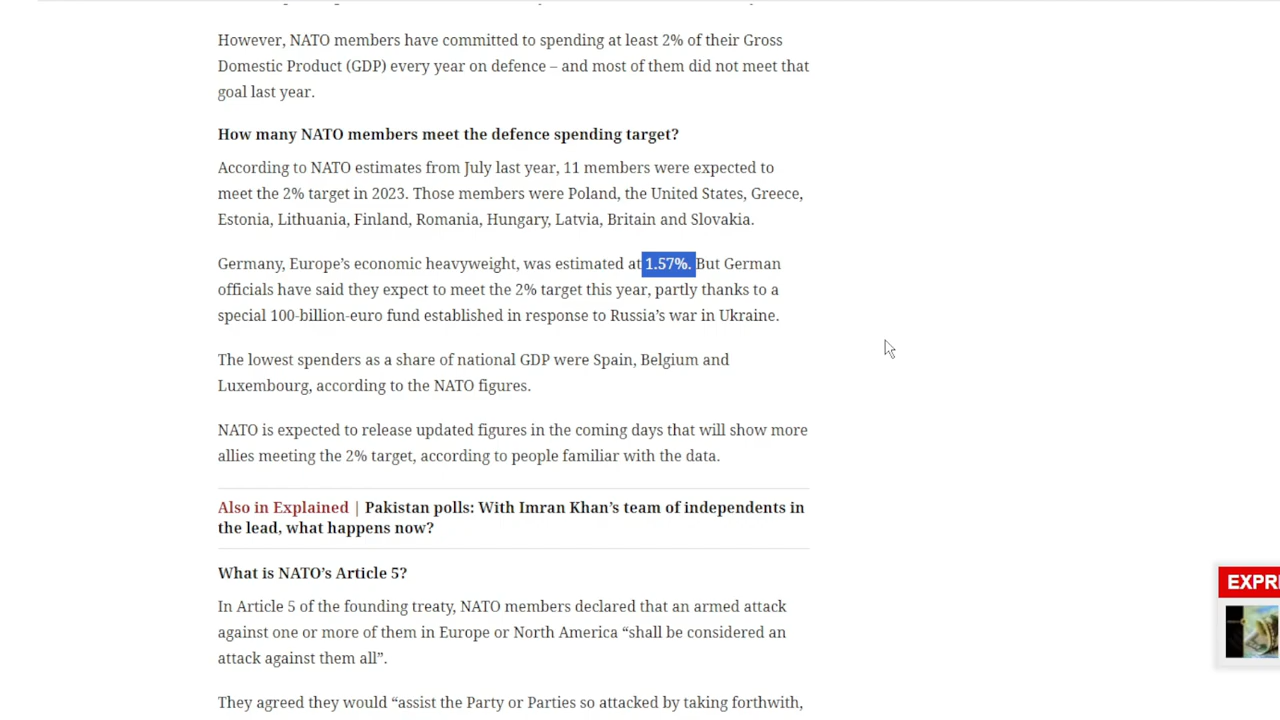 However, NATO members have committed to spending at least 2% of their Gross
Domestic Product (GDP) every year on defence – and most of them did not meet that
goal last year.
How many NATO members meet the defence spending target?
According to NATO estimates from July last year, 11 members were expected to
meet the 2% target in 2023. Those members were Poland, the United States, Greece,
Estonia, Lithuania, Finland, Romania, Hungary, Latvia, Britain and Slovakia.
Germany, Europe’s economic heavyweight, was estimated at 1.57%. But German
officials have said they expect to meet the 2% target this year, partly thanks to a
special 100-billion-euro fund established in response to Russia’s war in Ukraine.
The lowest spenders as a share of national GDP were Spain, Belgium and
Luxembourg, according to the NATO figures.
NATO is expected to release updated figures in the coming days that will show more
allies meeting the 2% target, according to people familiar with the data.
Also in Explained | Pakistan polls: With Imran Khan’s team of independents in
the lead, what happens now?
What is NATO’s Article 5?
EXPR
In Article 5 of the founding treaty, NATO members declared that an armed attack
against one or more of them in Europe or North America “shall be considered an
attack against them all”.
They agreed they would “assist the Party or Parties so attacked by taking forthwith,